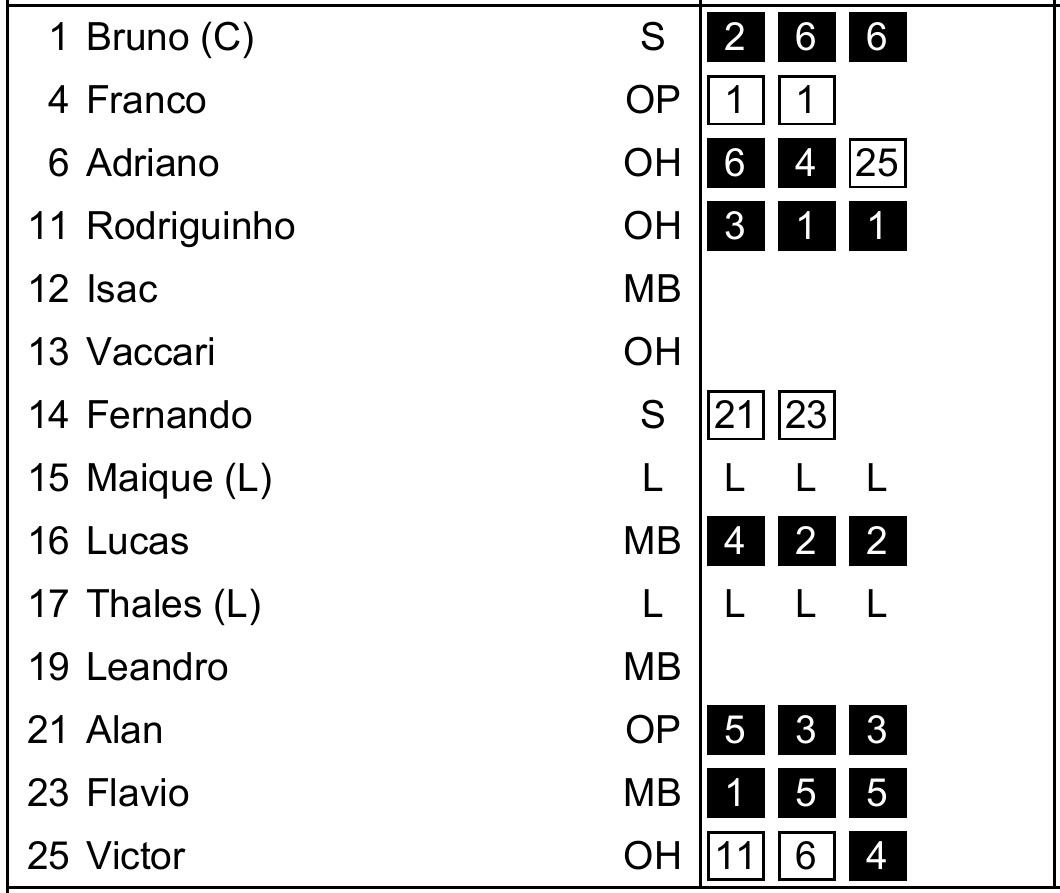 1 Bruno (C) S 2 6 6
4 Franco OP 1 1
6 Adriano OH 6 4 25
11 Rodriguinho OH 3 1 1
12 Isac MB
13 Vaccari OH
14 Fernando S 21 23
15 Maique (L) L L L L
16 Lucas MB 4 2 2
17 Thales (L) L L L L
19 Leandro MB
21 Alan OP 5 3 3
23 Flavio MB 1 5 5
25 Victor OH 11 6 4